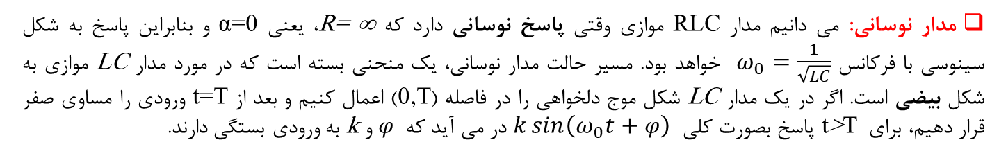 ❑ مدار نوسانی: می دانیم مدار RLC موازی وقتی پاسخ نوسانی دارد که R= ∞، یعنی α=0 و بنابراین پاسخ به شکل
سینوسی با فرکانس ω₀ = 1/√LC خواهد بود. مسیر حالت مدار نوسانی، یک منحنی بسته است که در مورد مدار LC موازی به
شکل بیضی است. اگر در یک مدار LC شکل موج دلخواهی را در فاصله (0,T) اعمال کنیم و بعد از t=T ورودی را مساوی صفر
قرار دهیم، برای t>T پاسخ بصورت کلی k sin(ω₀t + φ) در می آید که φ و k به ورودی بستگی دارند.